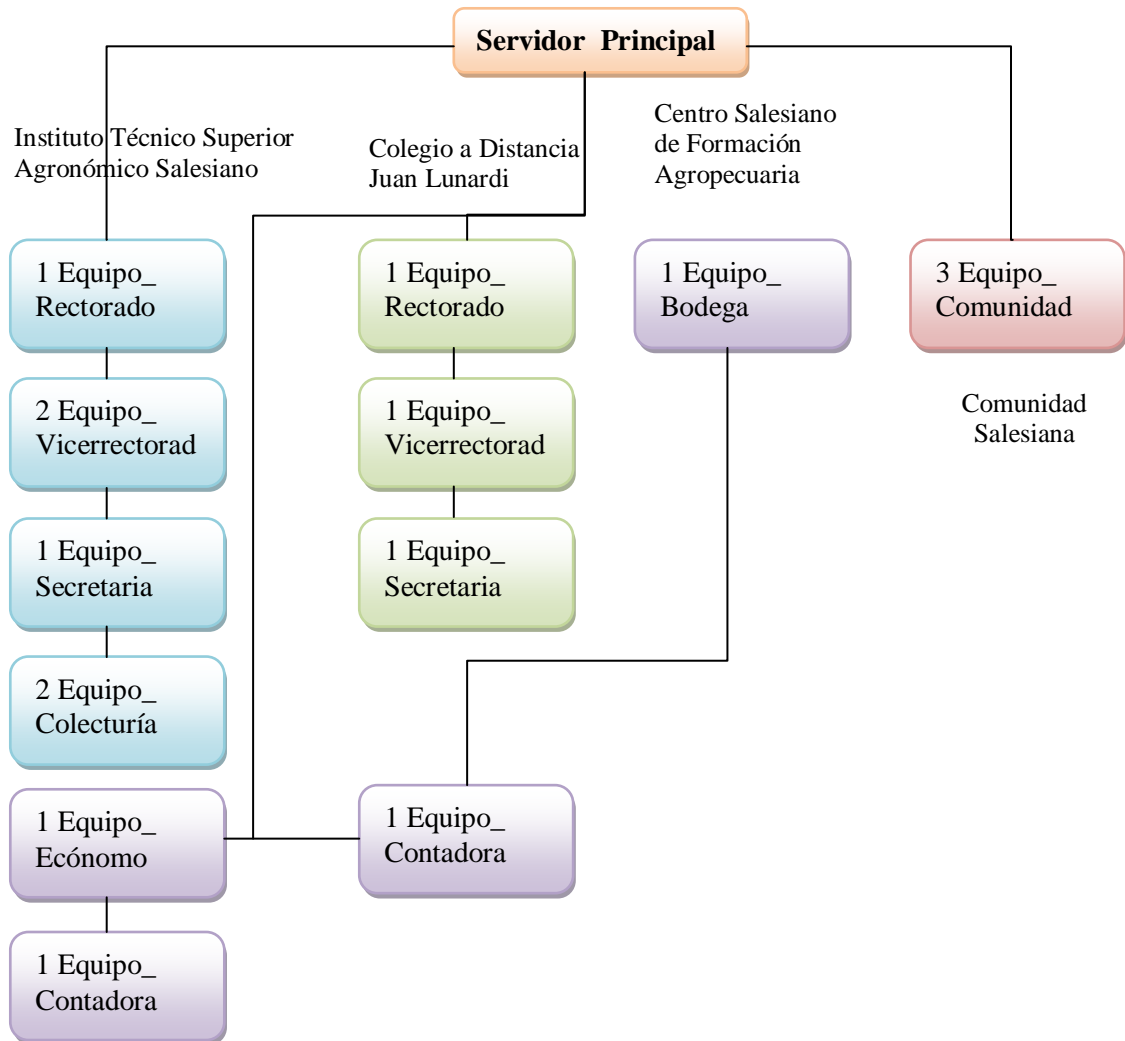 Servidor Principal
Instituto Técnico Superior
Agronómico Salesiano
Colegio a Distancia
Juan Lunardi
Centro Salesiano
de Formación
Agropecuaria
1 Equipo_
Rectorado
1 Equipo_
Rectorado
1 Equipo_
Bodega
3 Equipo_
Comunidad
2 Equipo_
Vicerrectorad
1 Equipo_
Vicerrectorad
Comunidad
Salesiana
1 Equipo_
Secretaria
1 Equipo_
Secretaria
2 Equipo_
Colecturía
1 Equipo_
Ecónomo
1 Equipo_
Contadora
1 Equipo_
Contadora